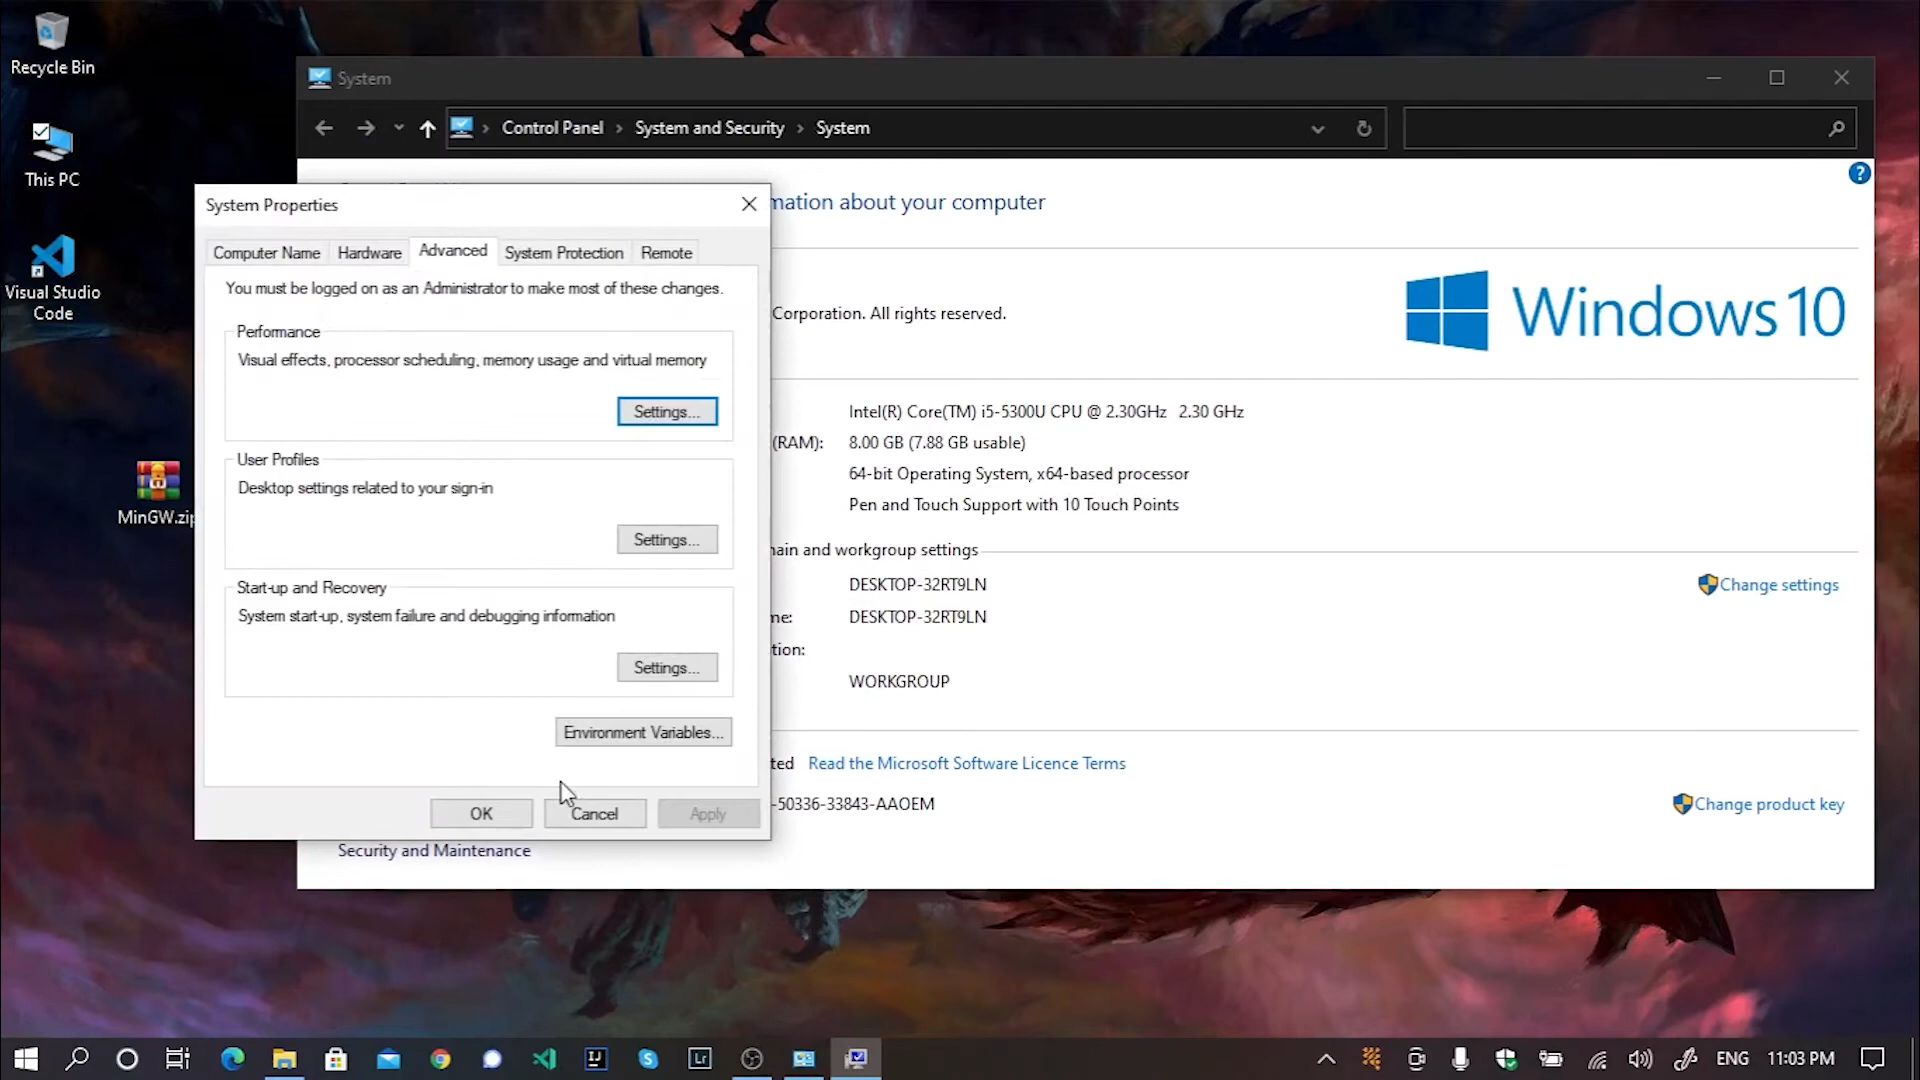 Recycle Bin
This PC
Visual Studio
Code
MinGW.zip
System
Control Panel > System and Security > System
System Properties
Computer Name
Hardware
Advanced
System Protection
Remote
You must be logged on as an Administrator to make most of these changes.
Performance
Visual effects, processor scheduling, memory usage and virtual memory
Settings...
User Profiles
Desktop settings related to your sign-in
Settings...
Start-up and Recovery
System start-up, system failure and debugging information
Settings...
Environment Variables...
OK
Cancel
Apply
mation about your computer
Corporation. All rights reserved.
Windows 10
Intel(R) Core(TM) i5-5300U CPU @ 2.30GHz 2.30 GHz
(RAM): 8.00 GB (7.88 GB usable)
64-bit Operating System, x64-based processor
Pen and Touch Support with 10 Touch Points
main and workgroup settings
DESKTOP-32RT9LN
Change settings
me: DESKTOP-32RT9LN
tion:
WORKGROUP
ted Read the Microsoft Software Licence Terms
-50336-33843-AAOEM
Change product key
Security and Maintenance
Lr
ENG
11:03 PM